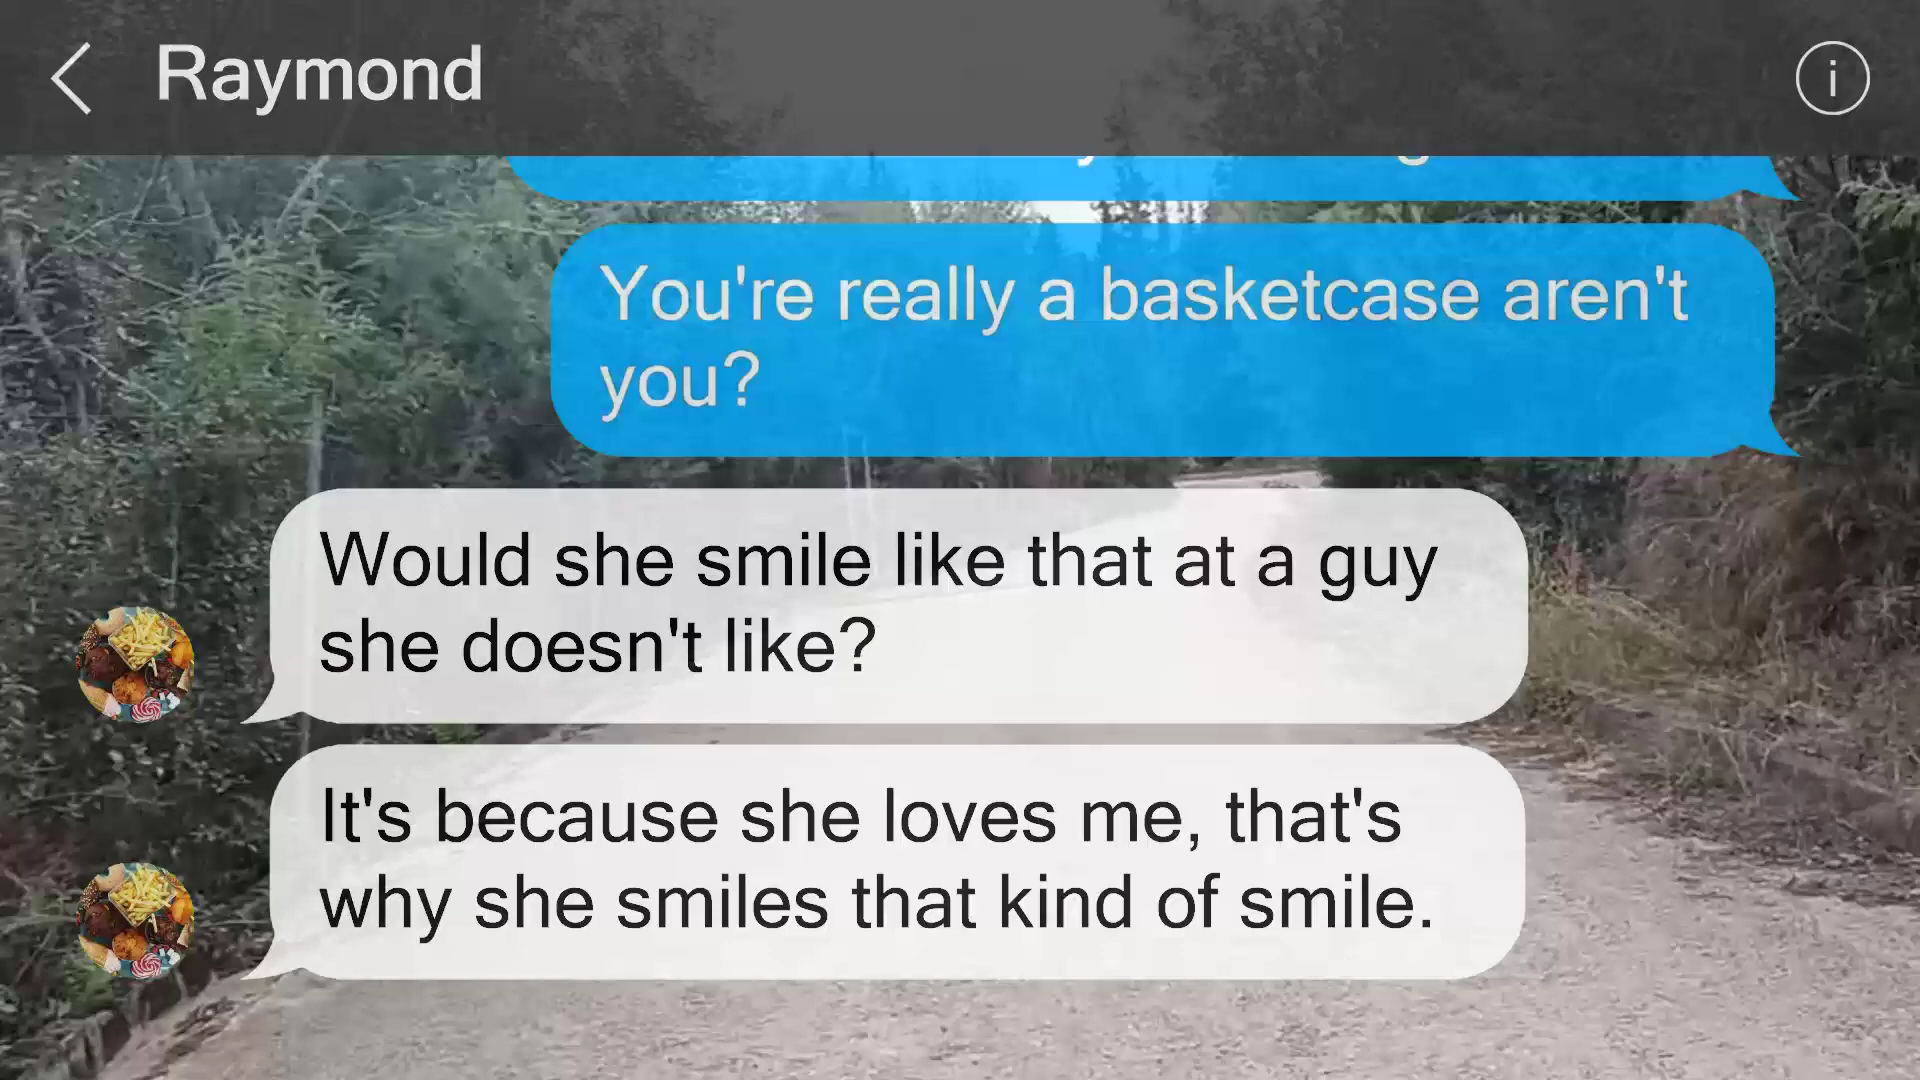 Raymond
You're really a basketcase aren't
you?
Would she smile like that at a guy
she doesn't like?
It's because she loves me, that's
why she smiles that kind of smile.